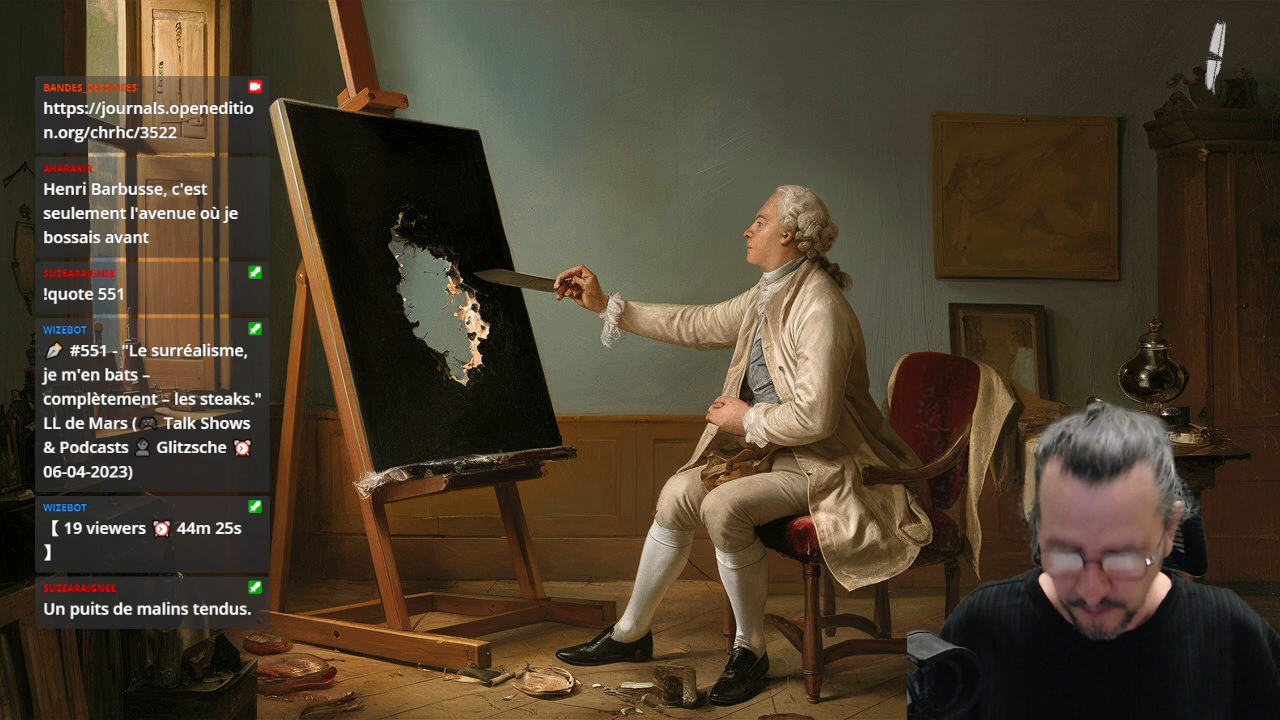 BANDES_DESSINEES
https://journals.openeditio
n.org/chrhc/3522
Henri Barbusse, c'est
seulement l'avenue où je
bossais avant
SUZEARAIGNEE
!quote 551
WIZEBOT
#551 - "Le surréalisme,
je m'en bats –
complètement – les steaks."
LL de Mars (🎮 Talk Shows
& Podcasts 👤 Glitzsche ⏰
06-04-2023)
WIZEBOT
【 19 viewers ⏰ 44m 25s
】
SUZEARAIGNEE
Un puits de malins tendus.